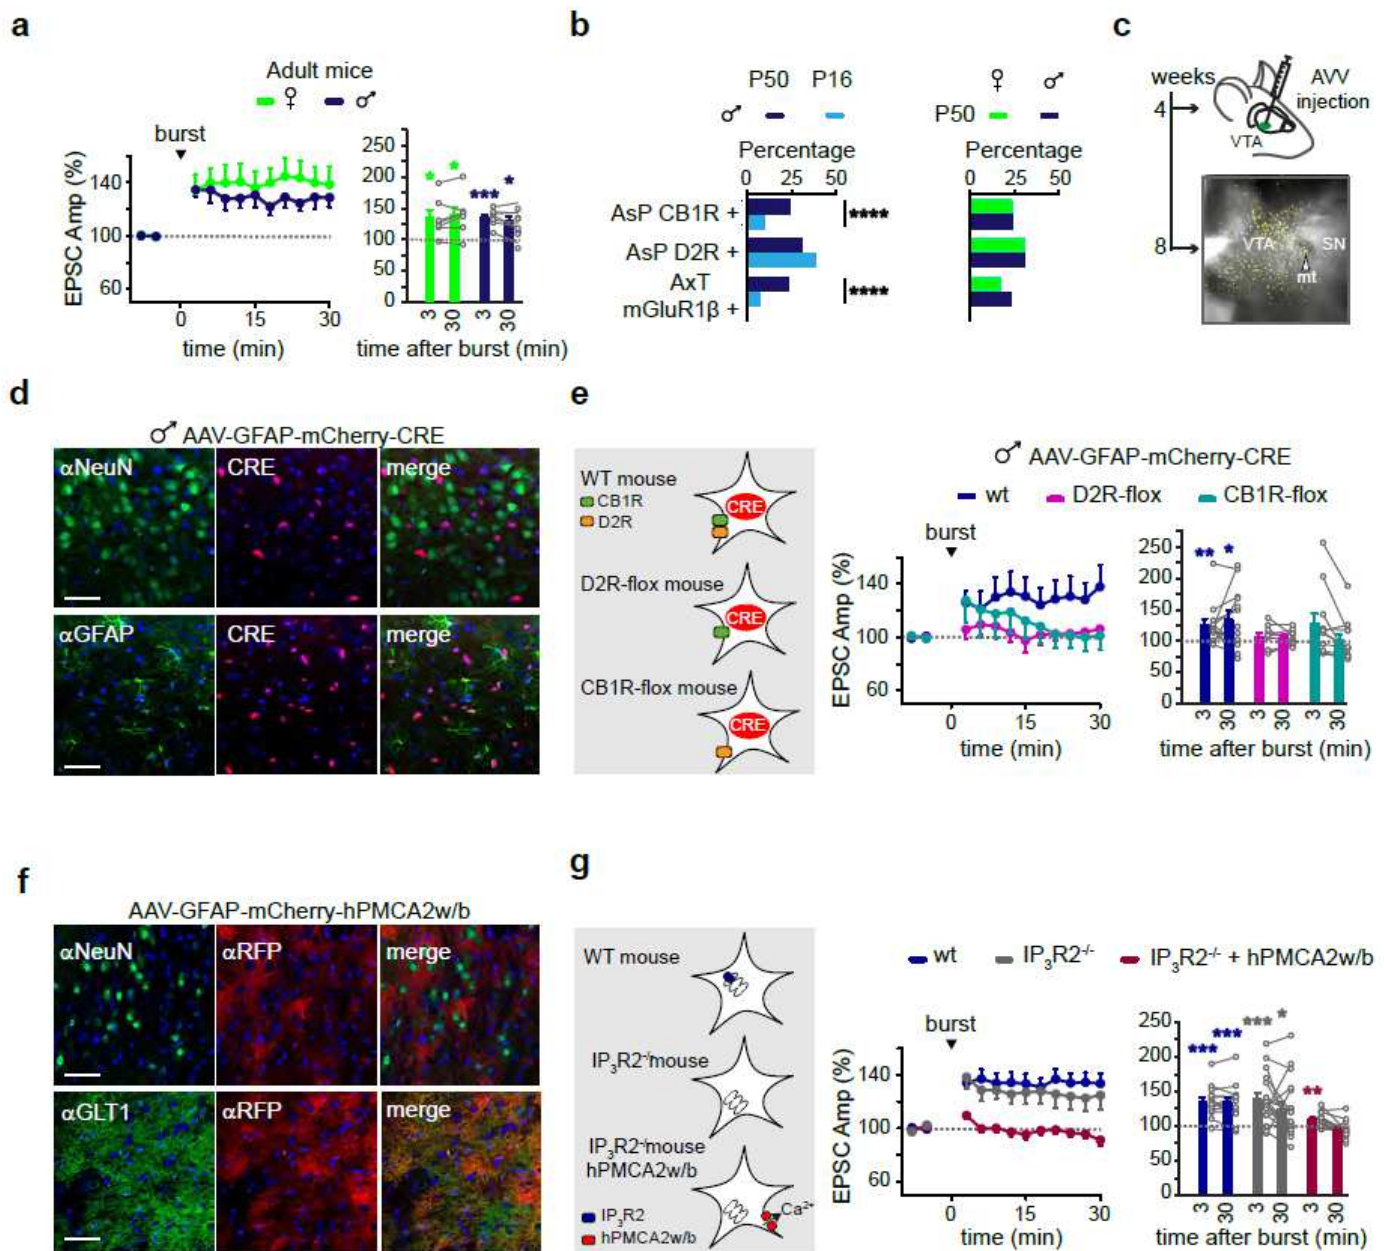 a
Adult mice
♀ ♂
burst
EPSC Amp (%)
140
100
60
0 15 30
time (min)
250
200
150
100
50
0
* * *** *
3 30 3 30
time after burst (min)
b
P50 P16
♂
Percentage
0 25 50
AsP CB1R +
AsP D2R +
AxT
mGluR1β +
****
****
♀ ♂
P50
Percentage
0 25 50
c
weeks
4
8
AVV
injection
VTA
VTA SN
mt
d
♂ AAV-GFAP-mCherry-CRE
αNeuN CRE merge
αGFAP CRE merge
e
WT mouse
CB1R
D2R
CRE
D2R-flox mouse
CRE
CB1R-flox mouse
CRE
♂ AAV-GFAP-mCherry-CRE
wt D2R-flox CB1R-flox
burst
EPSC Amp (%)
140
100
60
0 15 30
time (min)
250
200
150
100
50
0
** *
3 30 3 30 3 30
time after burst (min)
f
AAV-GFAP-mCherry-hPMCA2w/b
αNeuN αRFP merge
αGLT1 αRFP merge
g
WT mouse
IP₃R2⁻/⁻mouse
IP₃R2⁻/⁻mouse
hPMCA2w/b
Ca²⁺
IP₃R2
hPMCA2w/b
wt IP₃R2⁻/⁻ IP₃R2⁻/⁻ + hPMCA2w/b
burst
EPSC Amp (%)
140
100
60
0 15 30
time (min)
250
200
150
100
50
0
*** *** *** * **
3 30 3 30 3 30
time after burst (min)